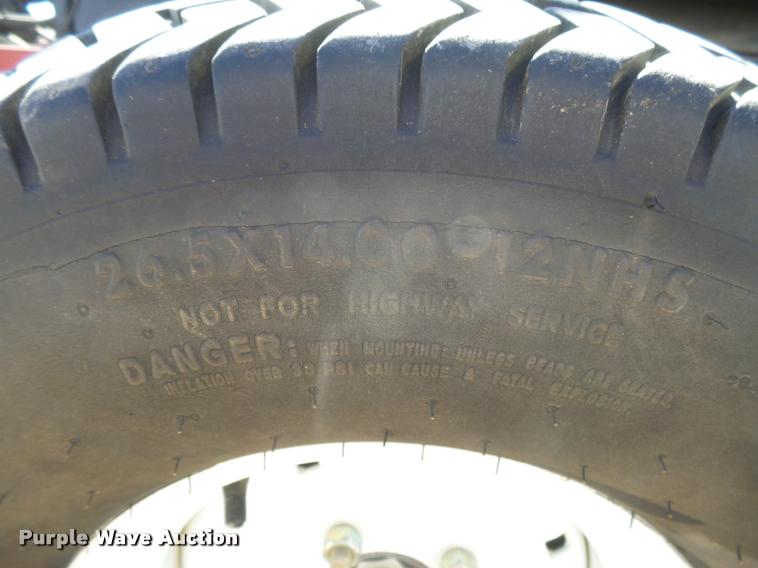 26.5X14.00-12NHS
NOT FOR HIGHWAY SERVICE
DANGER: WHEN MOUNTING: UNLESS BEADS ARE SEATED,
INFLATION OVER PSI CAN CAUSE A FATAL EXPLOSION.
Purple Wave Auction